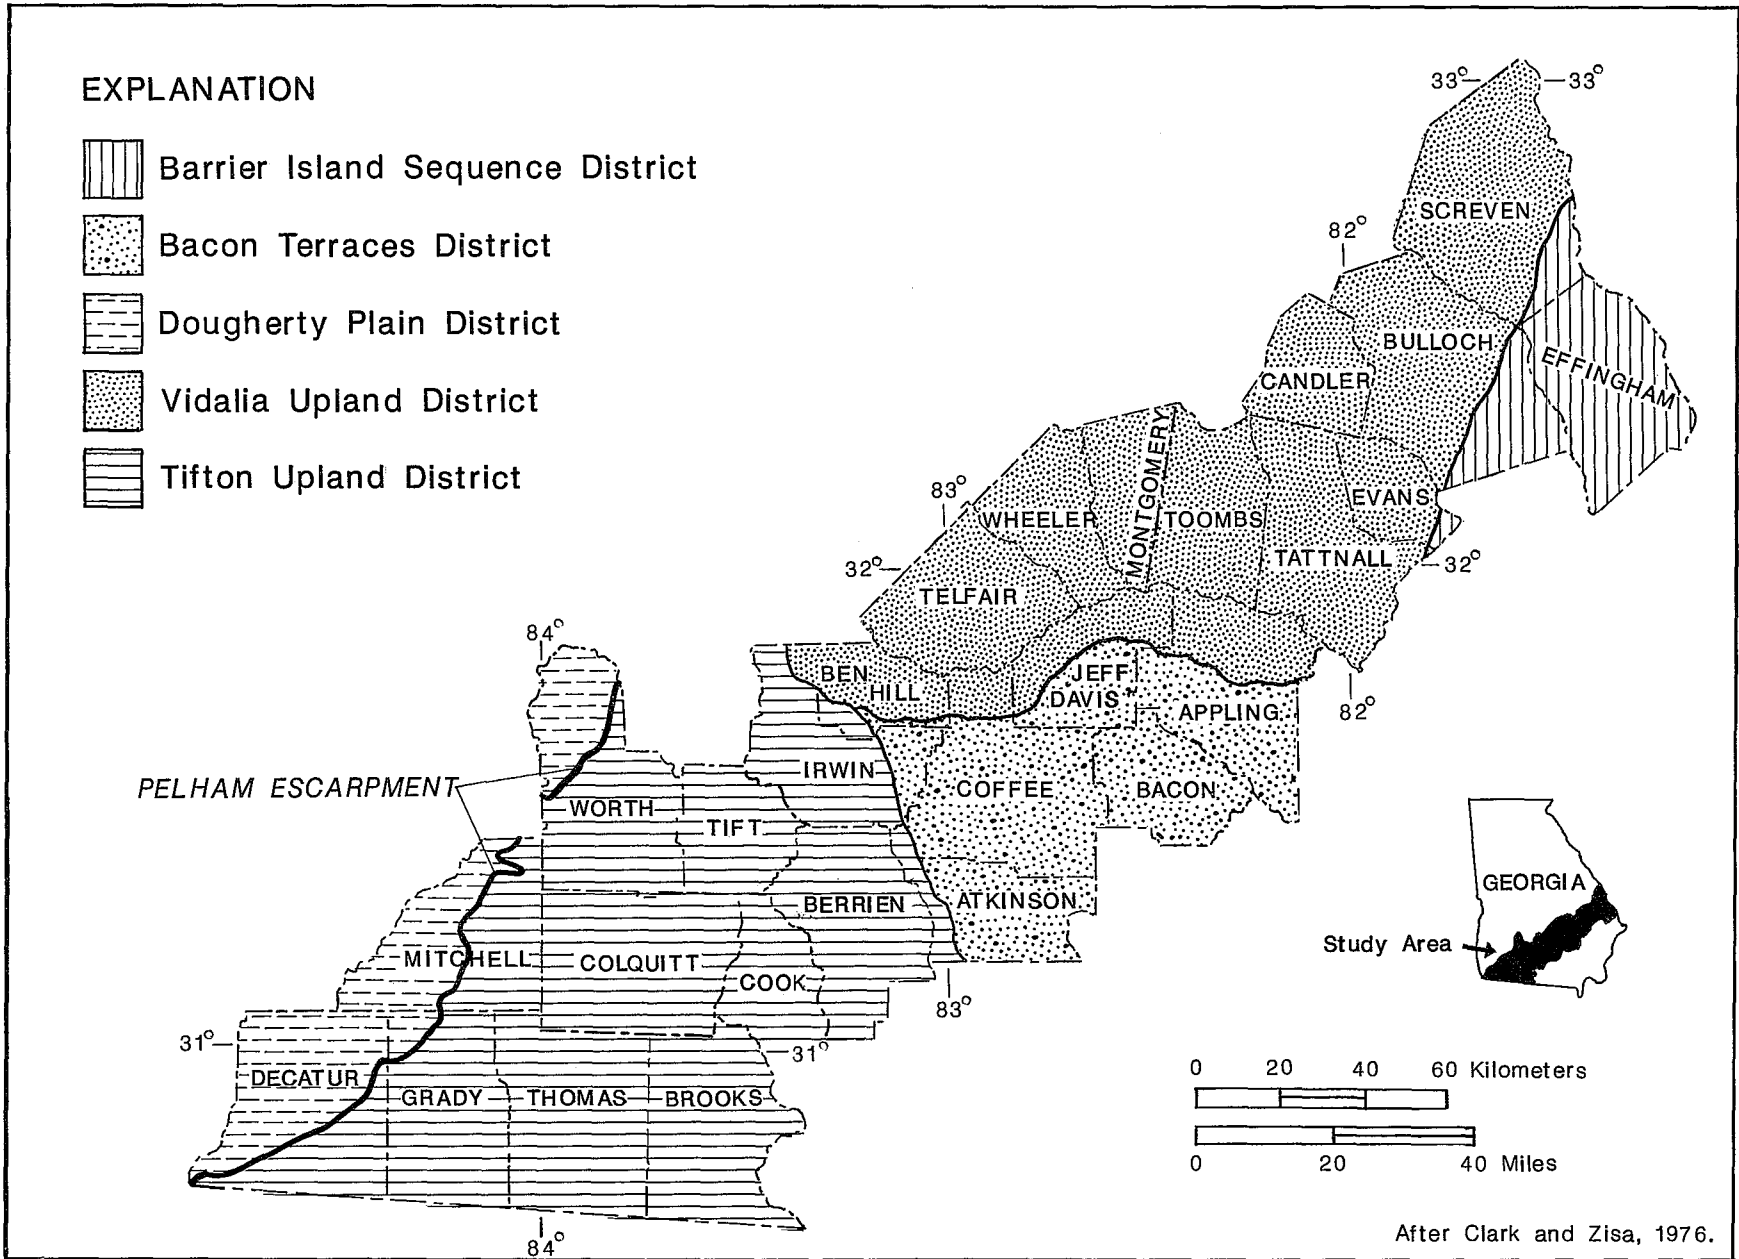 EXPLANATION
Barrier Island Sequence District
Bacon Terraces District
Dougherty Plain District
Vidalia Upland District
Tifton Upland District
33° 33°
SCREVEN
82°
BULLOCH
EFFINGHAM
CANDLER
MONTGOMERY
83°
EVANS
WHEELER
TOOMBS
TATTNALL
32°
32°
TELFAIR
84°
BEN HILL
JEFF DAVIS
APPLING
82°
PELHAM ESCARPMENT
IRWIN
COFFEE
BACON
WORTH
TIFT
GEORGIA
BERRIEN
ATKINSON
Study Area
MITCHELL
COLQUITT
COOK
83°
31°
31°
DECATUR
GRADY
THOMAS
BROOKS
0 20 40 60 Kilometers
0 20 40 Miles
84°
After Clark and Zisa, 1976.